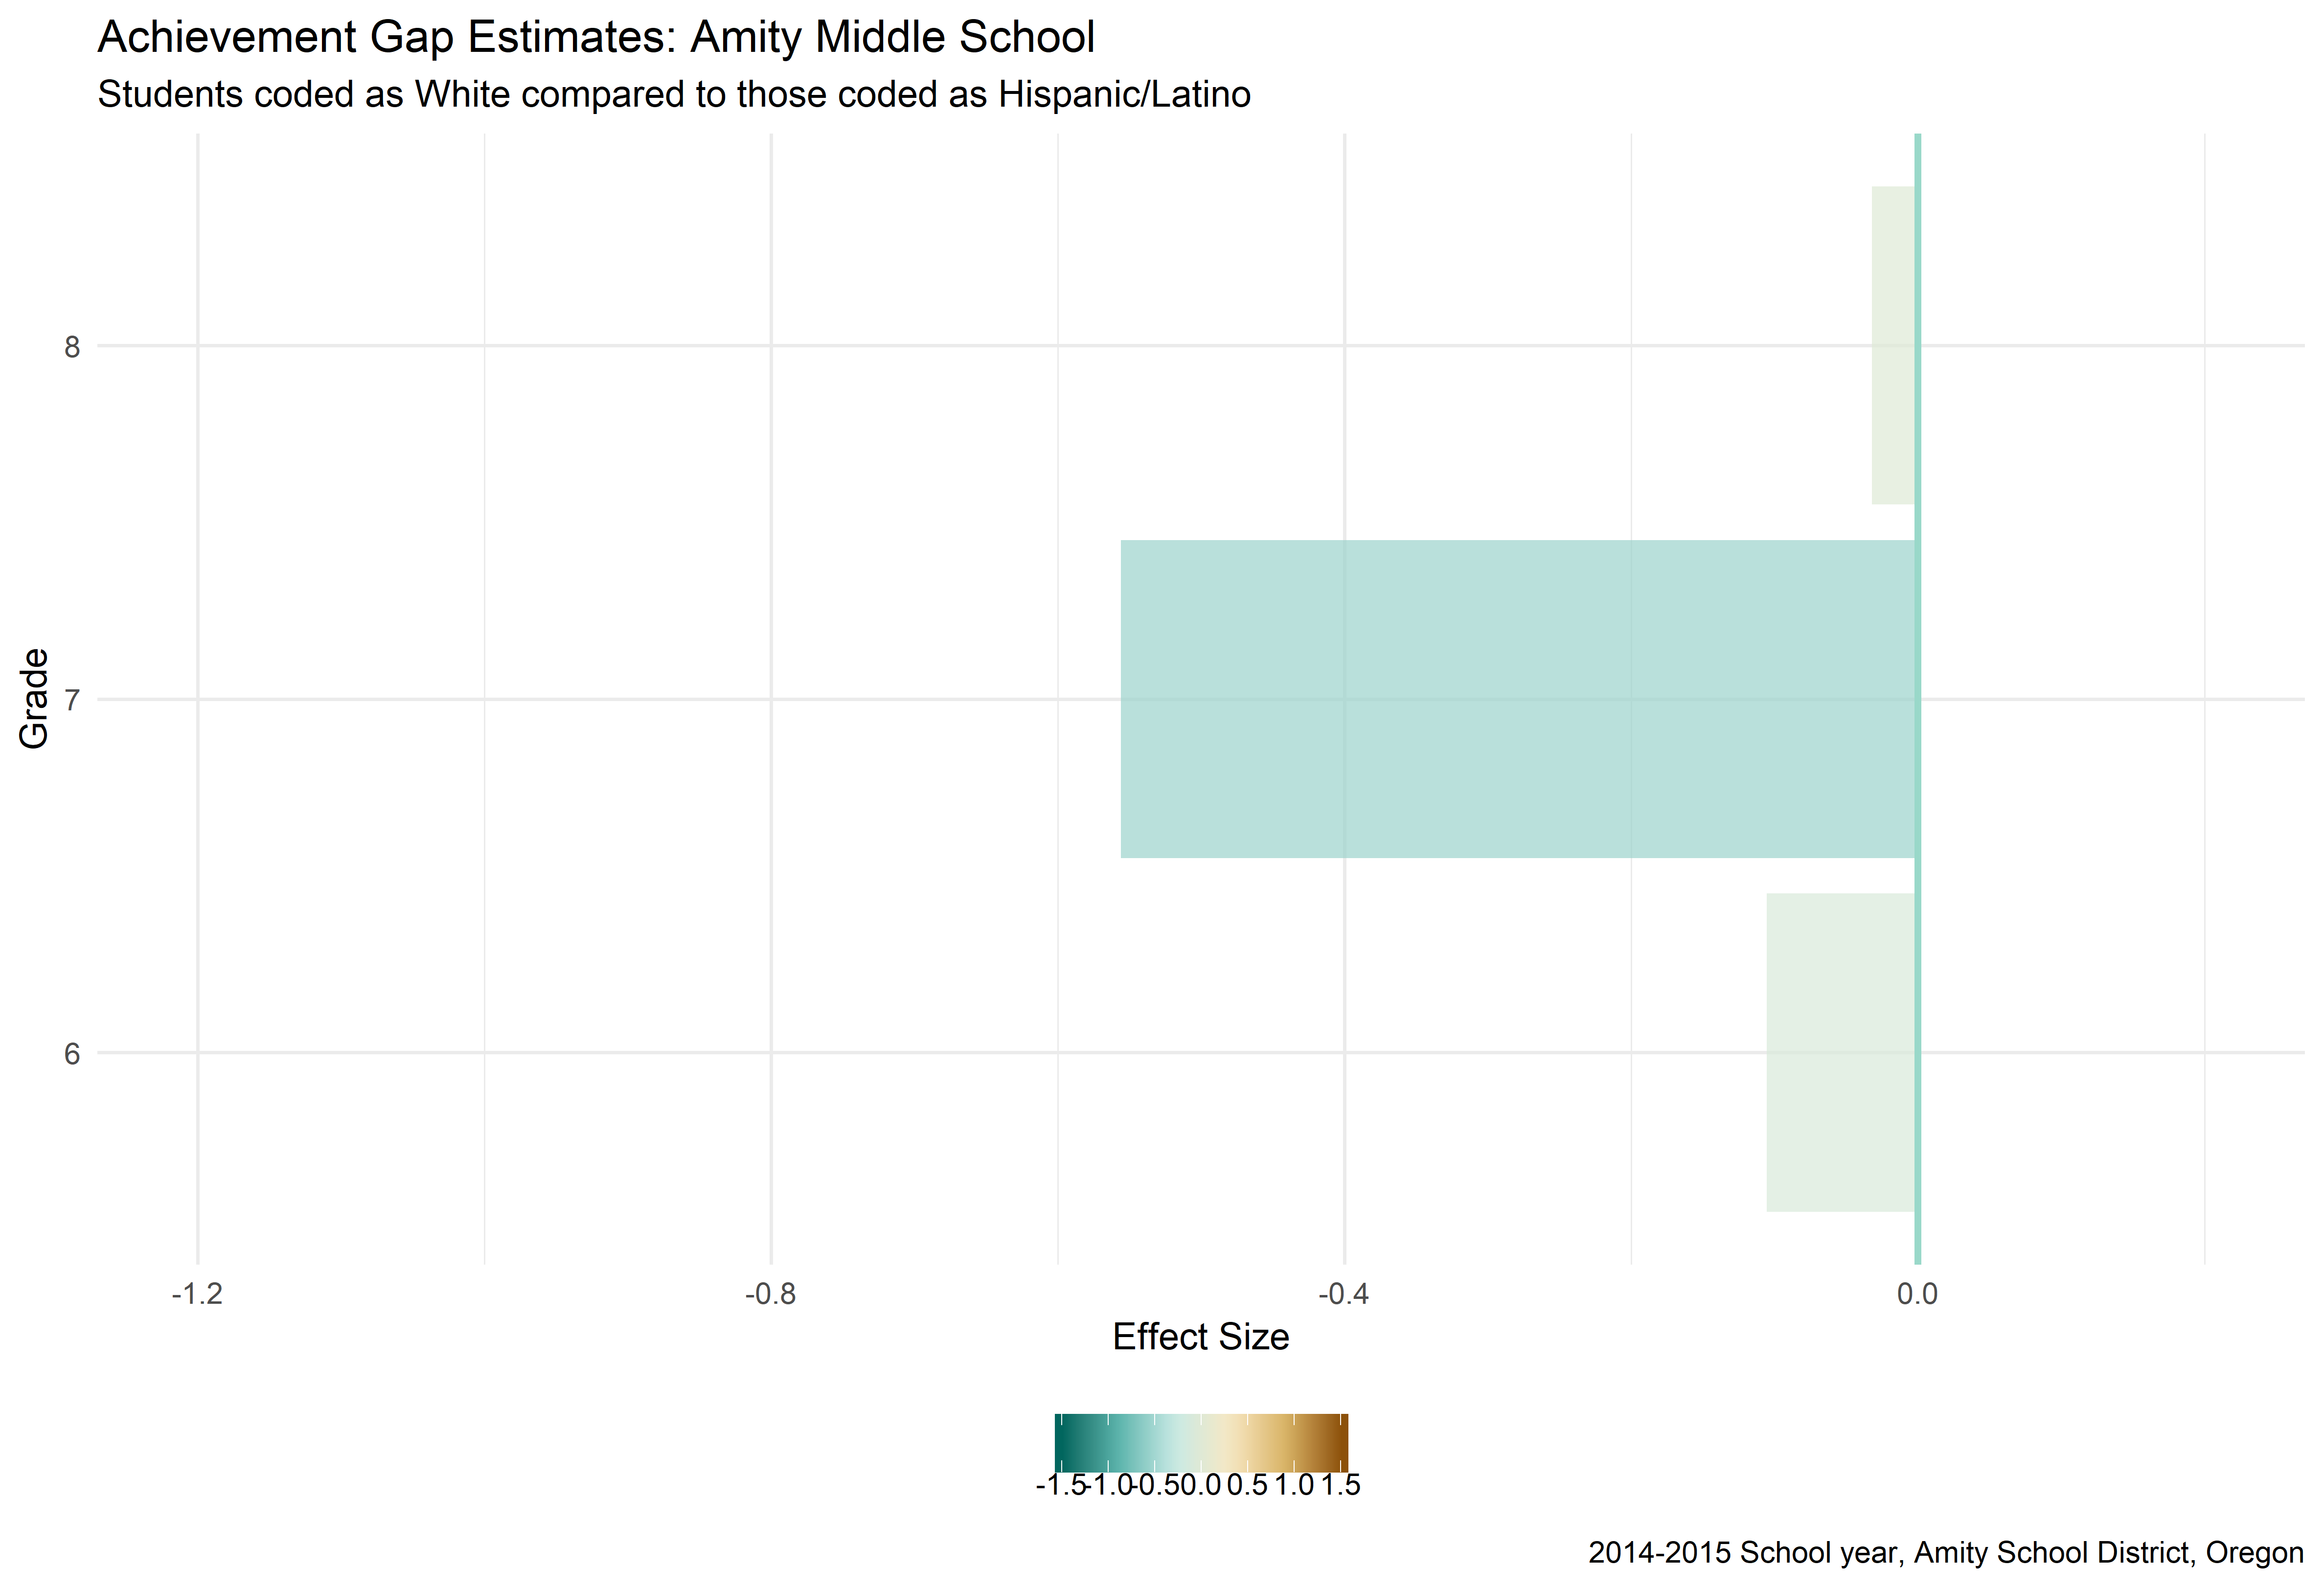 Achievement Gap Estimates: Amity Middle School
Students coded as White compared to those coded as Hispanic/Latino
8
7
6
Grade
-1.2 -0.8 -0.4 0.0
Effect Size
-1.5 -1.0 -0.5 0.0 0.5 1.0 1.5
2014-2015 School year, Amity School District, Oregon